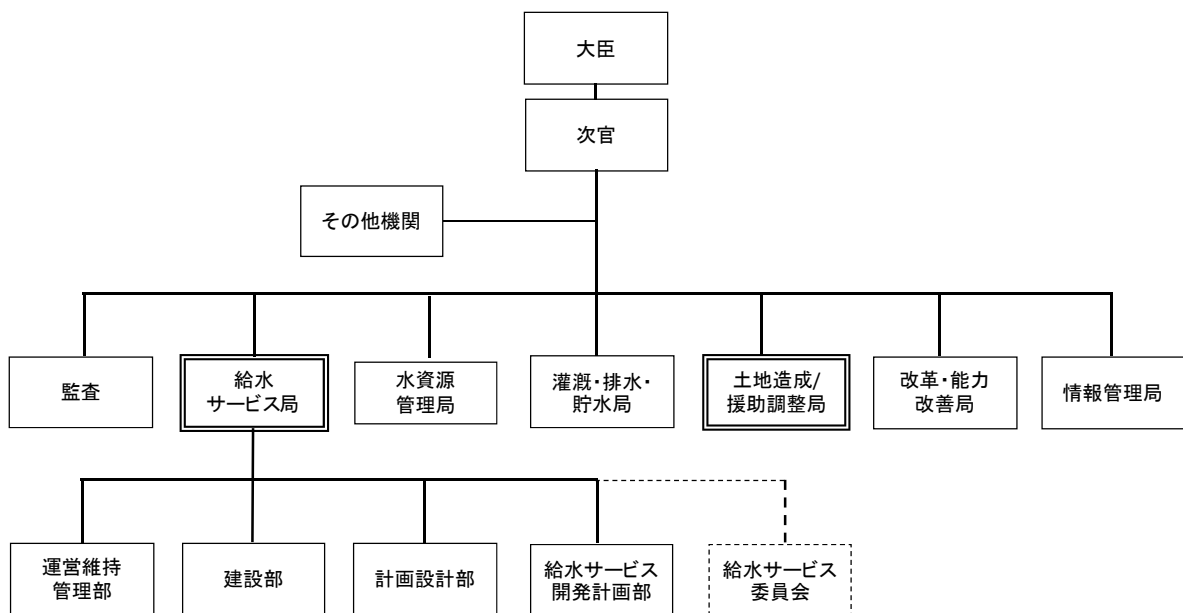 大臣
次官
その他機関
監査
給水
サービス局
水資源
管理局
灌漑・排水・
貯水局
土地造成/
援助調整局
改革・能力
改善局
情報管理局
運営維持
管理部
建設部
計画設計部
給水サービス
開発計画部
給水サービス
委員会